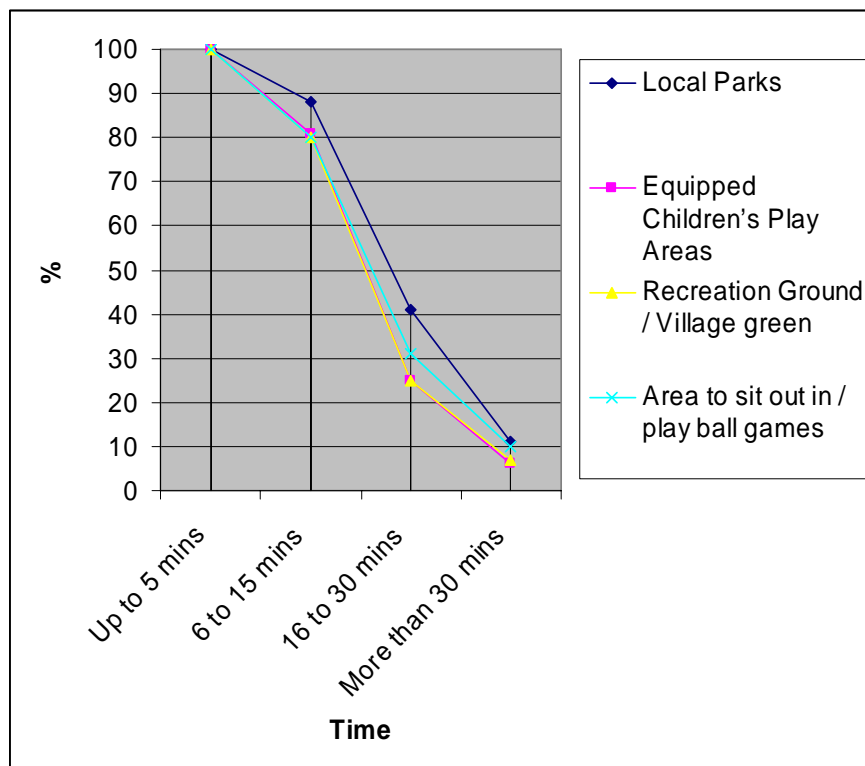 100
90
80
70
60
50
40
30
20
10
0
%
Up to 5 mins
6 to 15 mins
16 to 30 mins
More than 30 mins
Time
Local Parks
Equipped
Children's Play
Areas
Recreation Ground
/ Village green
Area to sit out in /
play ball games